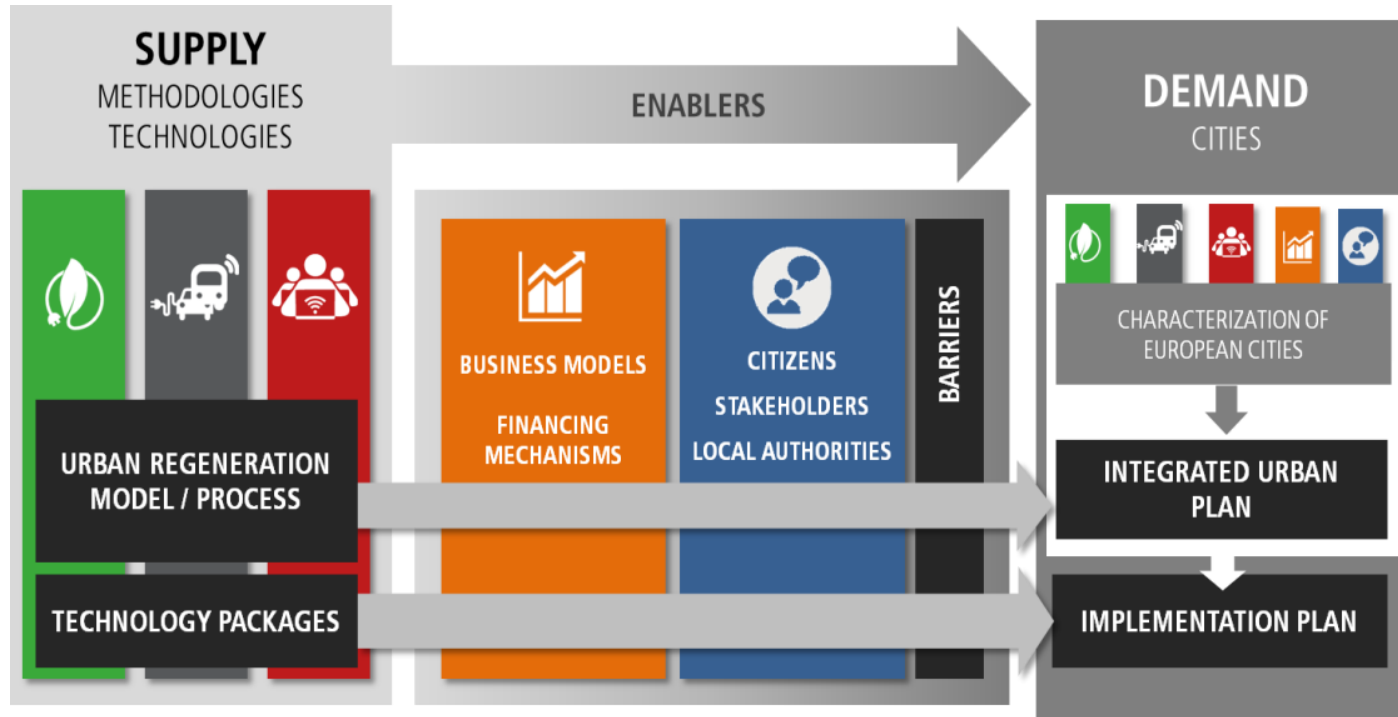 SUPPLY
METHODOLOGIES
TECHNOLOGIES
URBAN REGENERATION
MODEL / PROCESS
TECHNOLOGY PACKAGES
ENABLERS
BUSINESS MODELS
FINANCING
MECHANISMS
CITIZENS
STAKEHOLDERS
LOCAL AUTHORITIES
BARRIERS
DEMAND
CITIES
CHARACTERIZATION OF
EUROPEAN CITIES
INTEGRATED URBAN
PLAN
IMPLEMENTATION PLAN